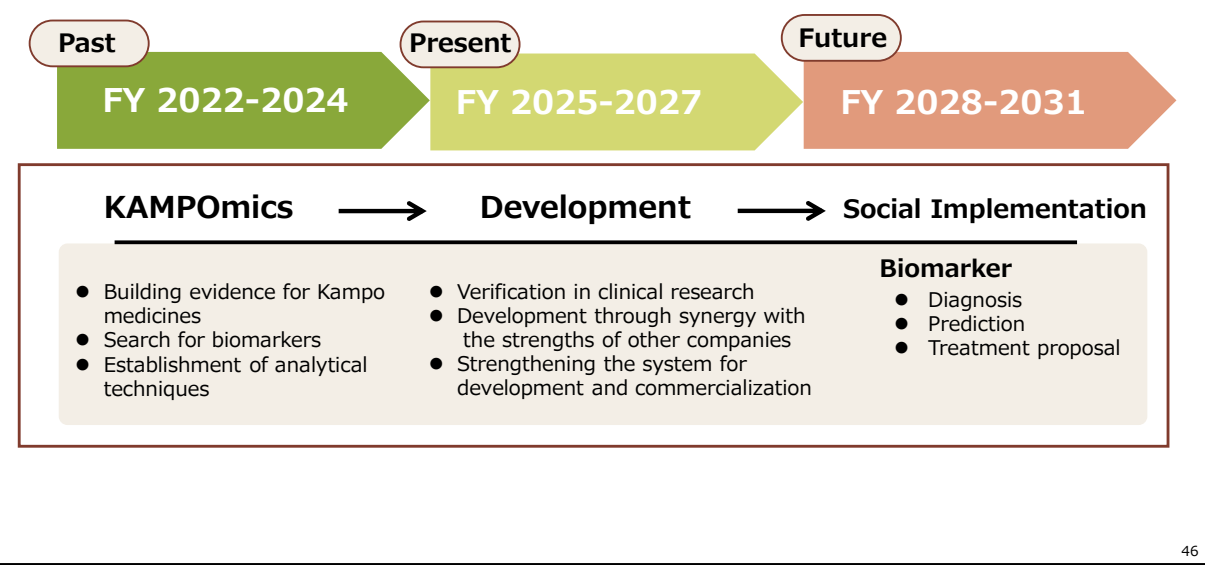 Past
FY 2022-2024
Present
FY 2025-2027
Future
FY 2028-2031
KAMPOmics
Development
Social Implementation
● Building evidence for Kampo
medicines
● Search for biomarkers
● Establishment of analytical
techniques
● Verification in clinical research
● Development through synergy with
the strengths of other companies
● Strengthening the system for
development and commercialization
Biomarker
● Diagnosis
● Prediction
● Treatment proposal
46